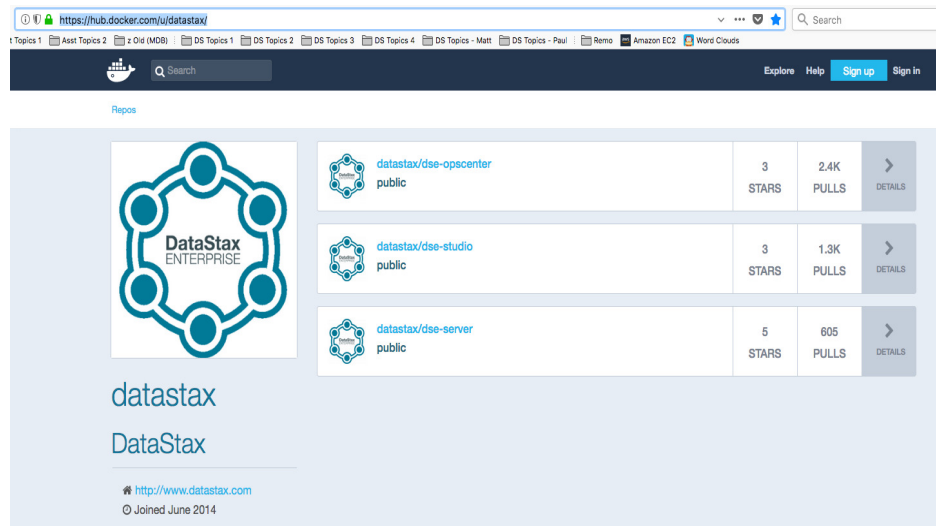 https://hub.docker.com/u/datastax/
Search
t Topics 1 Asst Topics 2 z Old (MDB) DS Topics 1 DS Topics 2 DS Topics 3 DS Topics 4 DS Topics - Matt DS Topics - Paul Remo Amazon EC2 Word Clouds
Search
Explore Help Sign up Sign in
Repos
DataStax
ENTERPRISE
datastax
DataStax
http://www.datastax.com
Joined June 2014
datastax/dse-opscenter
public
3
STARS
2.4K
PULLS
DETAILS
datastax/dse-studio
public
3
STARS
1.3K
PULLS
DETAILS
datastax/dse-server
public
5
STARS
605
PULLS
DETAILS